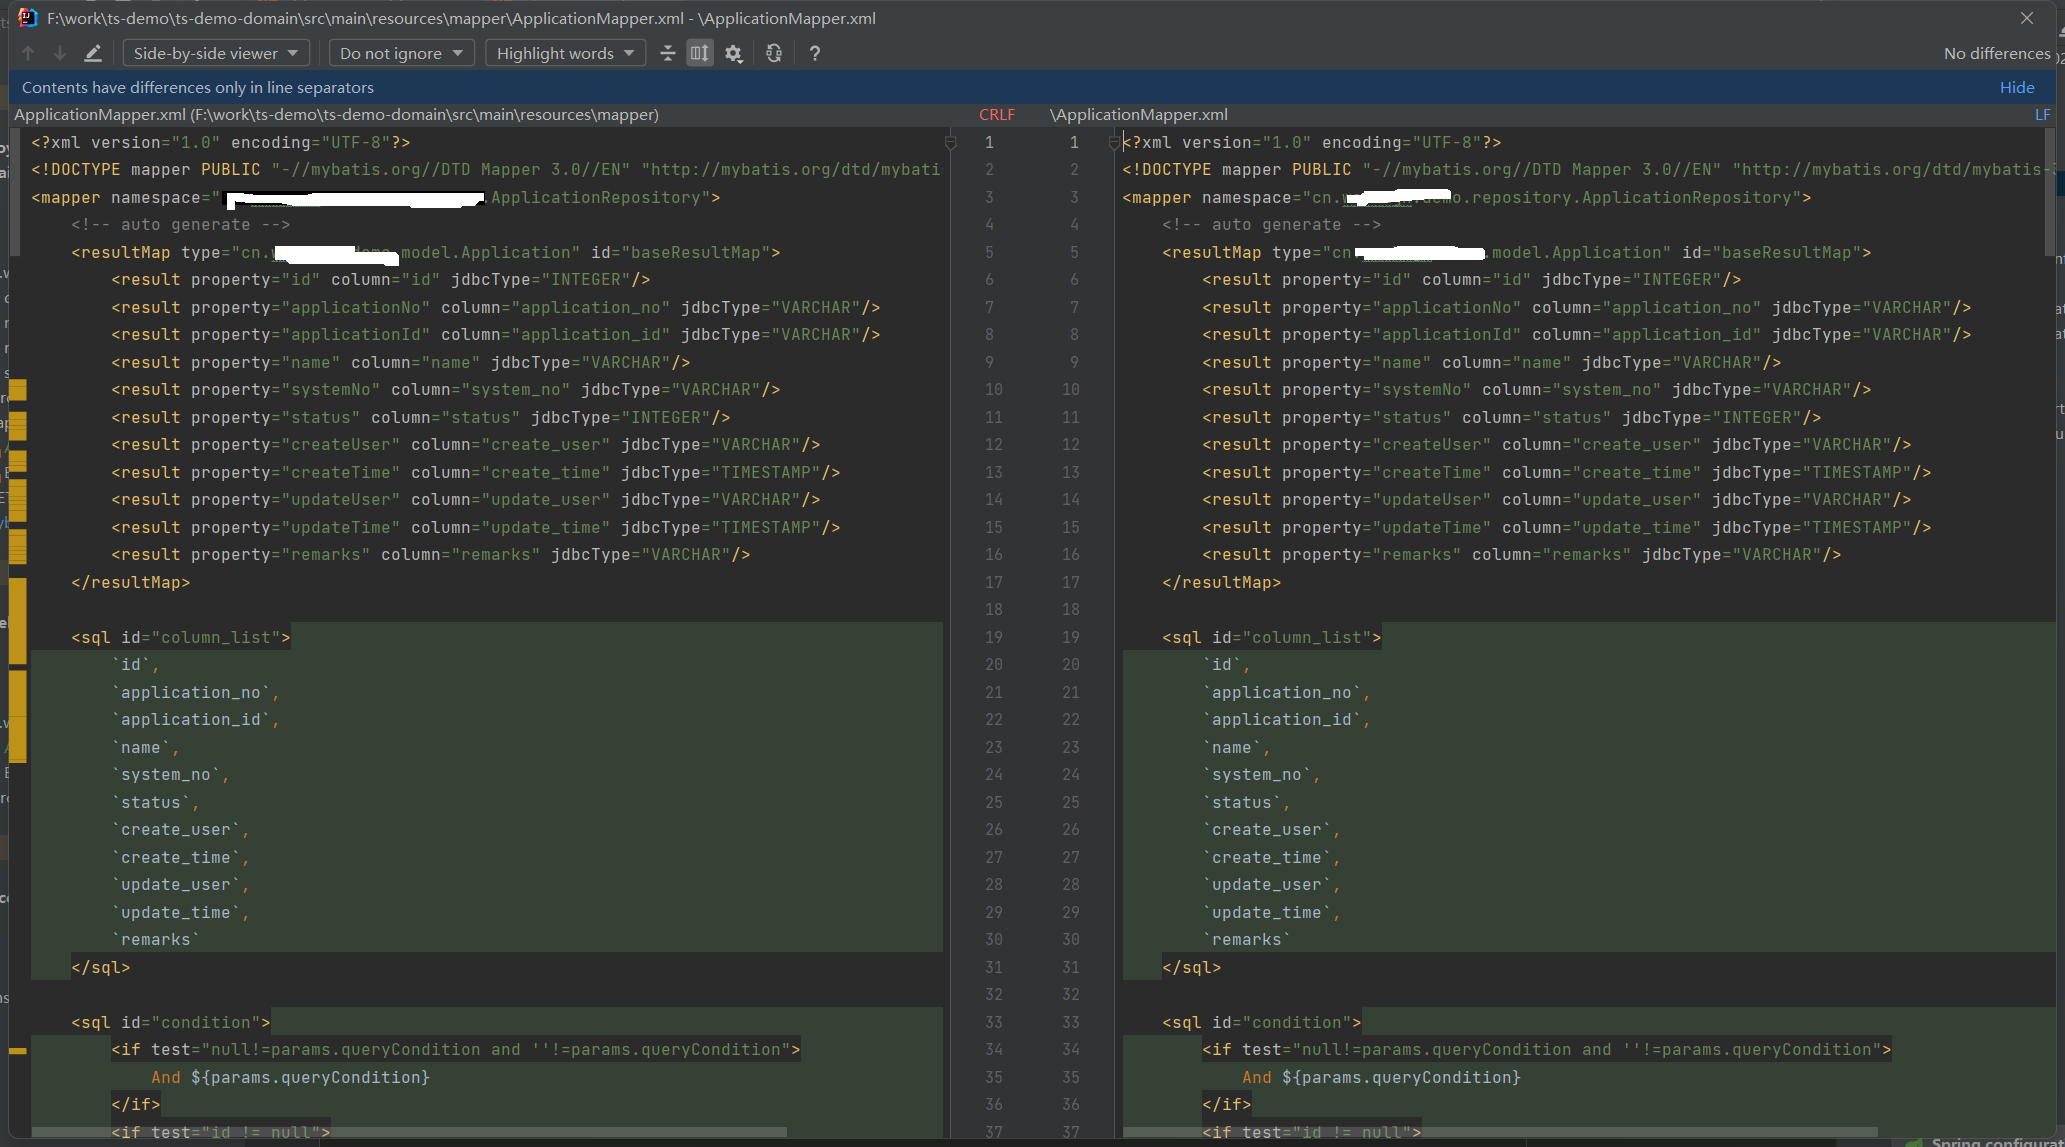 F:\work\ts-demo\ts-demo-domain\src\main\resources\mapper\ApplicationMapper.xml - \ApplicationMapper.xml
Side-by-side viewer Do not ignore Highlight words ? No differences
Contents have differences only in line separators Hide
ApplicationMapper.xml (F:\work\ts-demo\ts-demo-domain\src\main\resources\mapper) CRLF \ApplicationMapper.xml LF
<?xml version="1.0" encoding="UTF-8"?> 1 1 <?xml version="1.0" encoding="UTF-8"?>
<!DOCTYPE mapper PUBLIC "-//mybatis.org//DTD Mapper 3.0//EN" "http://mybatis.org/dtd/mybati 2 2 <!DOCTYPE mapper PUBLIC "-//mybatis.org//DTD Mapper 3.0//EN" "http://mybatis.org/dtd/mybatis-
<mapper namespace=" .ApplicationRepository"> 3 3 <mapper namespace="cn. .repository.ApplicationRepository">
<!-- auto generate --> 4 4 <!-- auto generate -->
<resultMap type="cn. .model.Application" id="baseResultMap"> 5 5 <resultMap type="cn .model.Application" id="baseResultMap">
<result property="id" column="id" jdbcType="INTEGER"/> 6 6 <result property="id" column="id" jdbcType="INTEGER"/>
<result property="applicationNo" column="application_no" jdbcType="VARCHAR"/> 7 7 <result property="applicationNo" column="application_no" jdbcType="VARCHAR"/>
<result property="applicationId" column="application_id" jdbcType="VARCHAR"/> 8 8 <result property="applicationId" column="application_id" jdbcType="VARCHAR"/>
<result property="name" column="name" jdbcType="VARCHAR"/> 9 9 <result property="name" column="name" jdbcType="VARCHAR"/>
<result property="systemNo" column="system_no" jdbcType="VARCHAR"/> 10 10 <result property="systemNo" column="system_no" jdbcType="VARCHAR"/>
<result property="status" column="status" jdbcType="INTEGER"/> 11 11 <result property="status" column="status" jdbcType="INTEGER"/>
<result property="createUser" column="create_user" jdbcType="VARCHAR"/> 12 12 <result property="createUser" column="create_user" jdbcType="VARCHAR"/>
<result property="createTime" column="create_time" jdbcType="TIMESTAMP"/> 13 13 <result property="createTime" column="create_time" jdbcType="TIMESTAMP"/>
<result property="updateUser" column="update_user" jdbcType="VARCHAR"/> 14 14 <result property="updateUser" column="update_user" jdbcType="VARCHAR"/>
<result property="updateTime" column="update_time" jdbcType="TIMESTAMP"/> 15 15 <result property="updateTime" column="update_time" jdbcType="TIMESTAMP"/>
<result property="remarks" column="remarks" jdbcType="VARCHAR"/> 16 16 <result property="remarks" column="remarks" jdbcType="VARCHAR"/>
</resultMap> 17 17 </resultMap>
18 18
<sql id="column_list"> 19 19 <sql id="column_list">
`id`, 20 20 `id`,
`application_no`, 21 21 `application_no`,
`application_id`, 22 22 `application_id`,
`name`, 23 23 `name`,
`system_no`, 24 24 `system_no`,
`status`, 25 25 `status`,
`create_user`, 26 26 `create_user`,
`create_time`, 27 27 `create_time`,
`update_user`, 28 28 `update_user`,
`update_time`, 29 29 `update_time`,
`remarks` 30 30 `remarks`
</sql> 31 31 </sql>
32 32
<sql id="condition"> 33 33 <sql id="condition">
<if test="null!=params.queryCondition and ''!=params.queryCondition"> 34 34 <if test="null!=params.queryCondition and ''!=params.queryCondition">
And ${params.queryCondition} 35 35 And ${params.queryCondition}
</if> 36 36 </if>
<if test="id != null"> 37 37 <if test="id != null">
Spring configurat